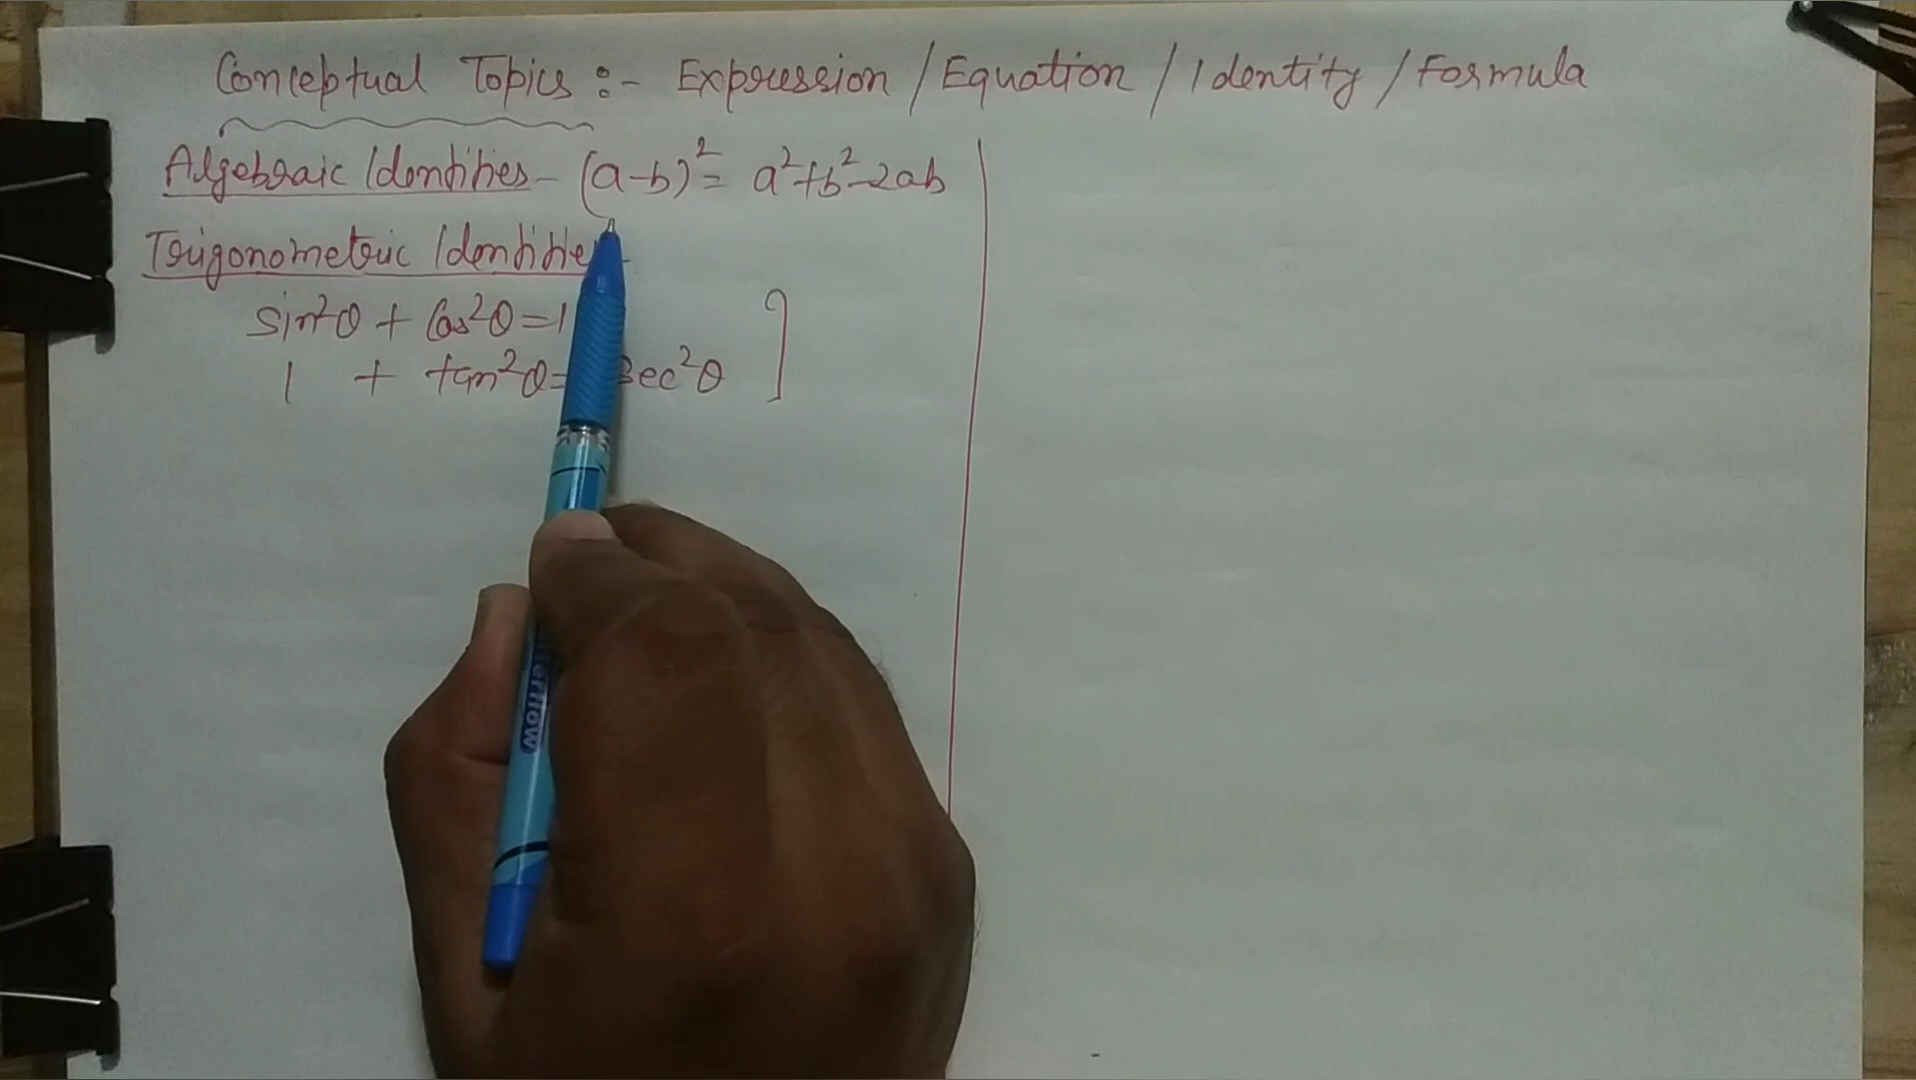 Conceptual Topics :- Expression / Equation / Identity / Formula
Algebraic Identities - (a-b)² = a²+b²-2ab
Trigonometric Identities
sin²θ + Cos²θ = 1
1 + tan²θ = Sec²θ